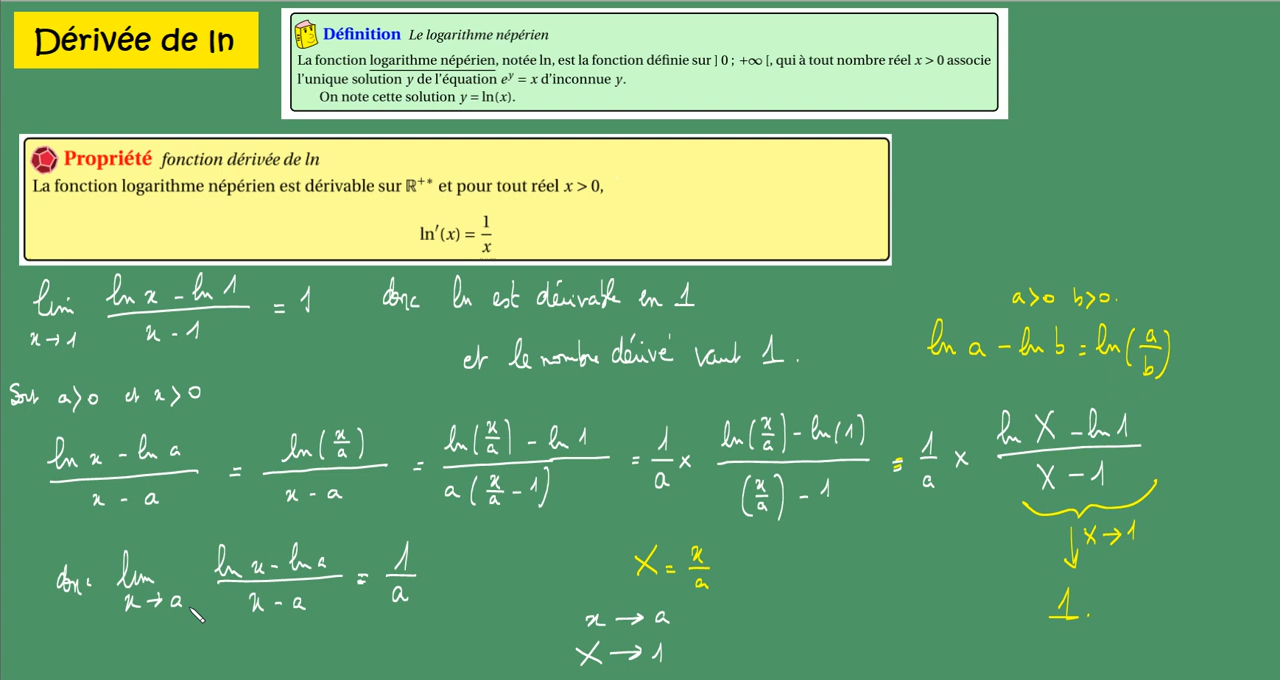 Dérivée de ln
Définition Le logarithme népérien
La fonction logarithme népérien, notée ln, est la fonction définie sur ] 0 ; +∞ [, qui à tout nombre réel x > 0 associe
l'unique solution y de l'équation e^y = x d'inconnue y.
On note cette solution y = ln(x).
Propriété fonction dérivée de ln
La fonction logarithme népérien est dérivable sur ℝ⁺* et pour tout réel x > 0,
ln′(x) = 1/x
lim x→1 (ln x − ln 1)/(x − 1) = 1 donc ln est dérivable en 1
et le nombre dérivé vaut 1.
a>0 b>0.
ln a − ln b = ln(a/b)
Soit a>0 et x>0
(ln x − ln a)/(x − a) = ln(x/a)/(x − a) = (ln(x/a) − ln 1)/(a(x/a − 1)) = 1/a × (ln(x/a) − ln(1))/((x/a) − 1) = 1/a × (ln X − ln 1)/(X − 1)
X→1
1.
donc lim x→a (ln x − ln a)/(x − a) = 1/a
X = x/a
x → a
X → 1